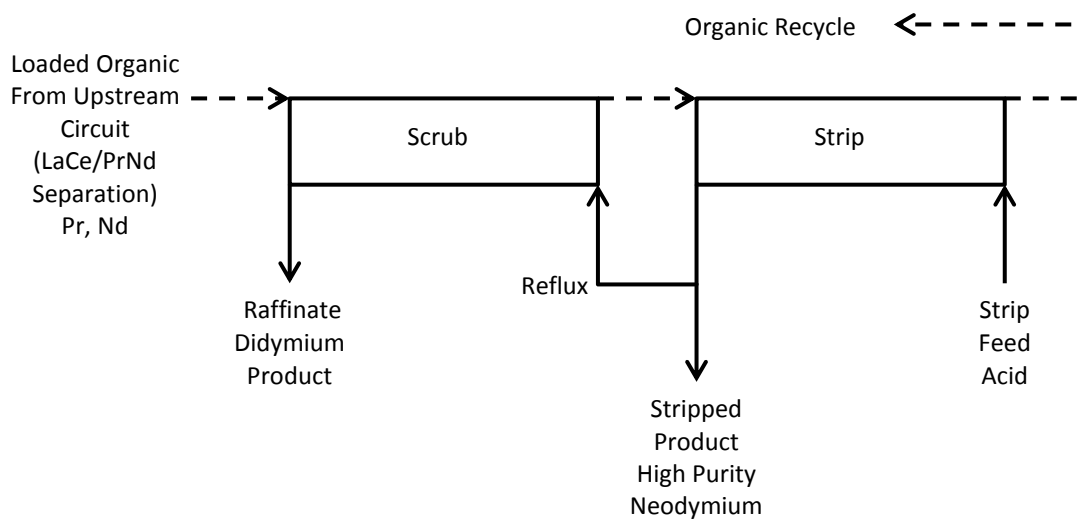 Organic Recycle
Loaded Organic
From Upstream
Circuit
(LaCe/PrNd
Separation)
Pr, Nd
Scrub
Strip
Reflux
Raffinate
Didymium
Product
Strip
Feed
Acid
Stripped
Product
High Purity
Neodymium